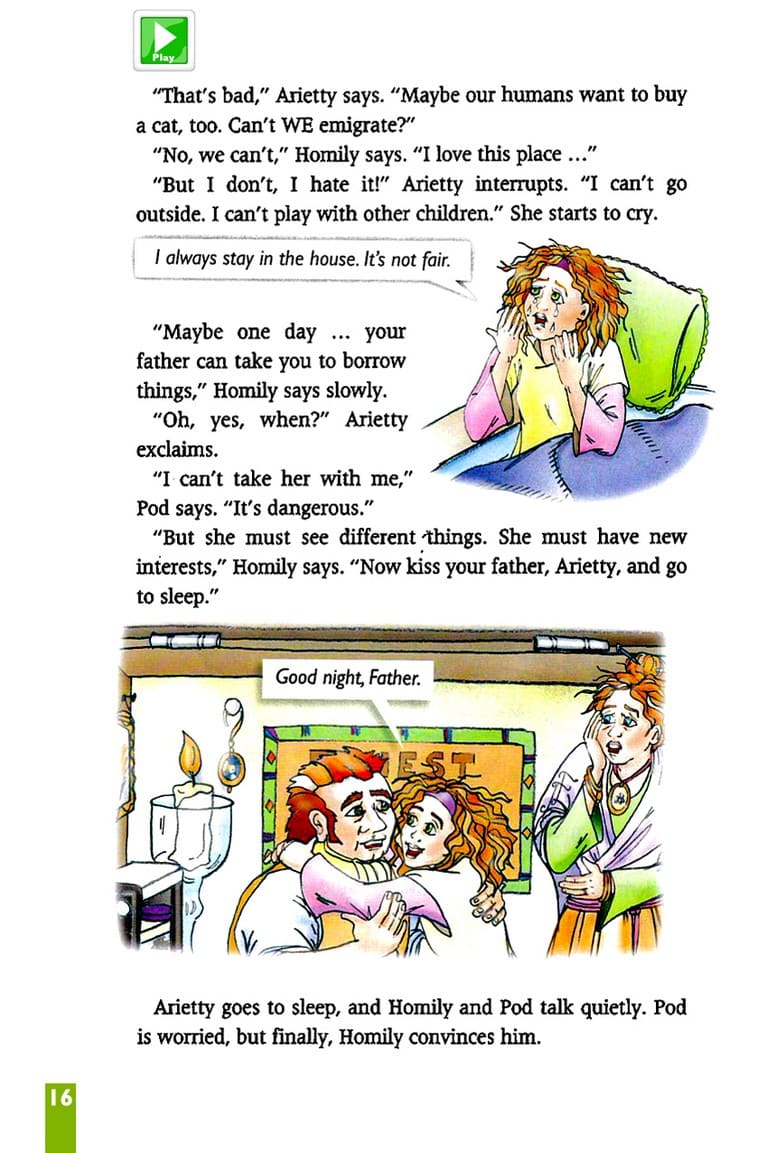 Play
“That’s bad,” Arietty says. “Maybe our humans want to buy
a cat, too. Can’t WE emigrate?”
“No, we can’t,” Homily says. “I love this place ...”
“But I don’t, I hate it!” Arietty interrupts. “I can’t go
outside. I can’t play with other children.” She starts to cry.
I always stay in the house. It’s not fair.
“Maybe one day ... your
father can take you to borrow
things,” Homily says slowly.
“Oh, yes, when?” Arietty
exclaims.
“I can’t take her with me,”
Pod says. “It’s dangerous.”
“But she must see different things. She must have new
interests,” Homily says. “Now kiss your father, Arietty, and go
to sleep.”
Good night, Father.
EST
Arietty goes to sleep, and Homily and Pod talk quietly. Pod
is worried, but finally, Homily convinces him.
16